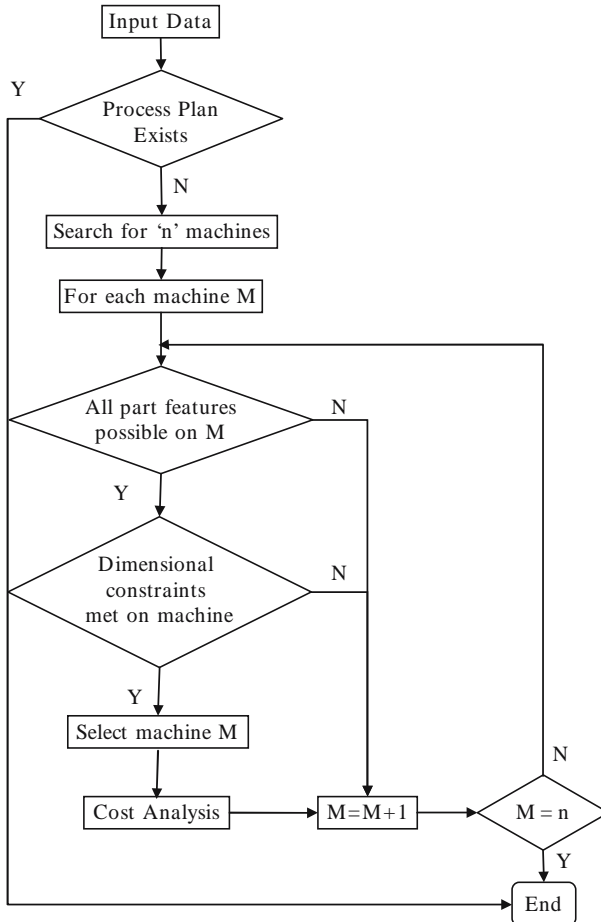 Input Data
Y
Process Plan
Exists
N
Search for ‘n’ machines
For each machine M
All part features
possible on M
N
Y
Dimensional
constraints
met on machine
N
Y
Select machine M
Cost Analysis
M=M+1
N
M = n
Y
End